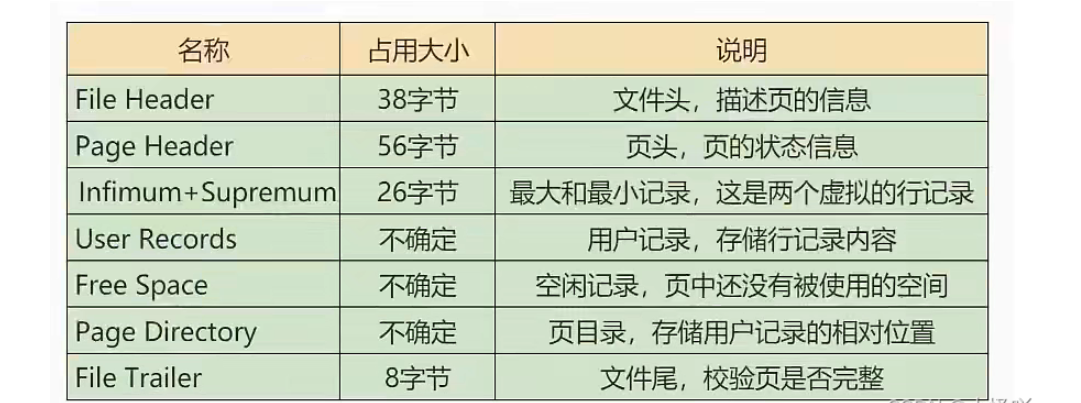 名称 占用大小 说明
File Header 38字节 文件头，描述页的信息
Page Header 56字节 页头，页的状态信息
Infimum+Supremum 26字节 最大和最小记录，这是两个虚拟的行记录
User Records 不确定 用户记录，存储行记录内容
Free Space 不确定 空闲记录，页中还没有被使用的空间
Page Directory 不确定 页目录，存储用户记录的相对位置
File Trailer 8字节 文件尾，校验页是否完整